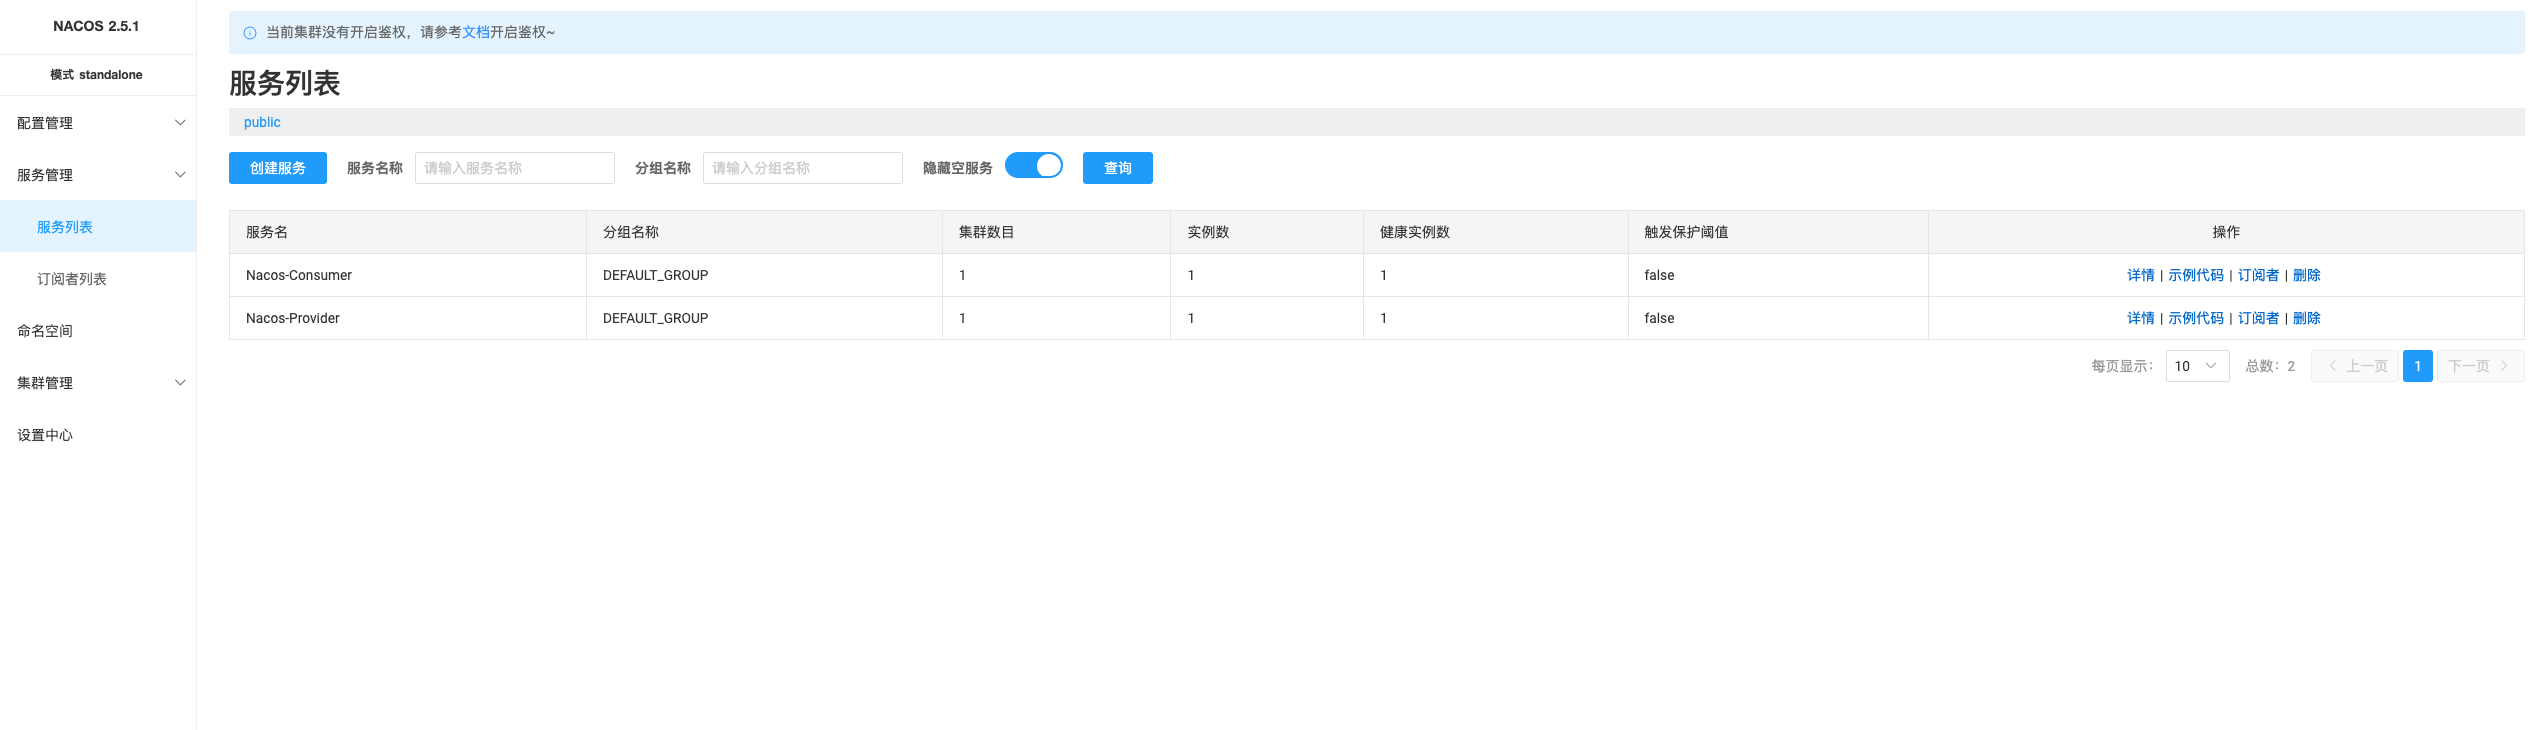 NACOS 2.5.1
模式 standalone
配置管理
服务管理
服务列表
订阅者列表
命名空间
集群管理
设置中心
当前集群没有开启鉴权，请参考文档开启鉴权~
服务列表
public
创建服务 服务名称 请输入服务名称 分组名称 请输入分组名称 隐藏空服务 查询
服务名 分组名称 集群数目 实例数 健康实例数 触发保护阈值 操作
Nacos-Consumer DEFAULT_GROUP 1 1 1 false 详情 | 示例代码 | 订阅者 | 删除
Nacos-Provider DEFAULT_GROUP 1 1 1 false 详情 | 示例代码 | 订阅者 | 删除
每页显示： 10 总数：2 上一页 1 下一页